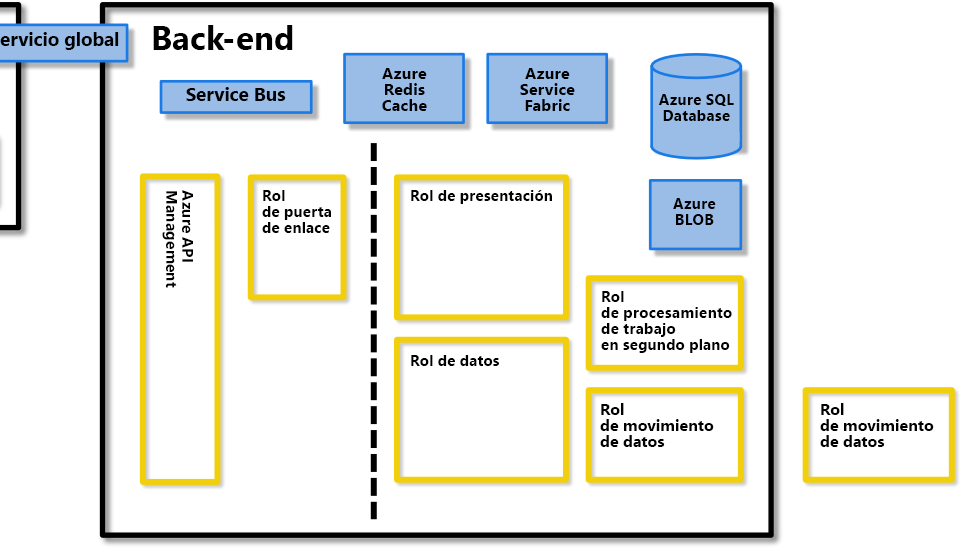 ervicio global
Back-end
Service Bus
Azure
Redis
Cache
Azure
Service
Fabric
Azure SQL
Database
Azure
BLOB
Azure API
Management
Rol
de puerta
de enlace
Rol de presentación
Rol
de procesamiento
de trabajo
en segundo plano
Rol de datos
Rol
de movimiento
de datos
Rol
de movimiento
de datos